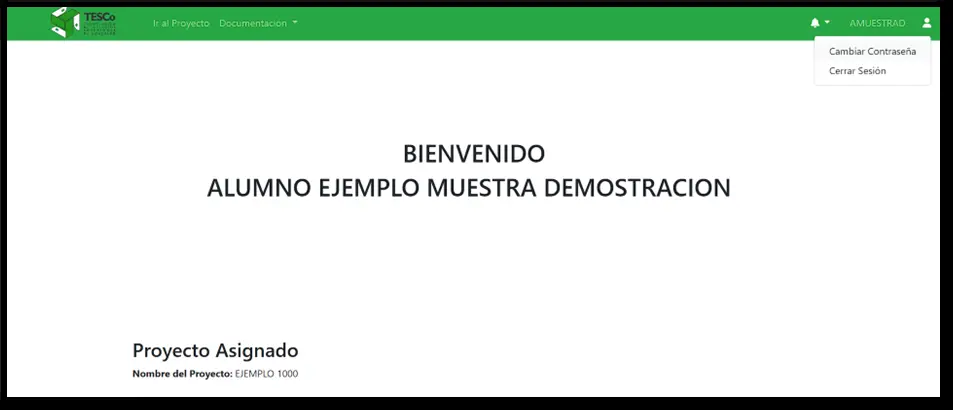 TESCo
Ir al Proyecto Documentación
AMUESTRAD
Cambiar Contraseña
Cerrar Sesión
BIENVENIDO
ALUMNO EJEMPLO MUESTRA DEMOSTRACION
Proyecto Asignado
Nombre del Proyecto: EJEMPLO 1000